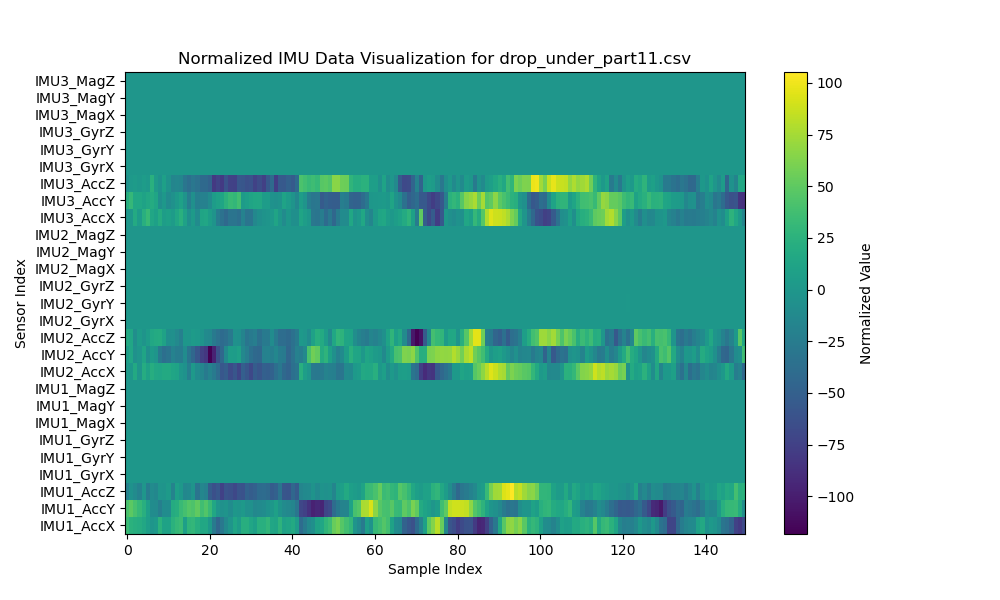 Normalized IMU Data Visualization for drop_under_part11.csv
IMU3_MagZ
IMU3_MagY
IMU3_MagX
IMU3_GyrZ
IMU3_GyrY
IMU3_GyrX
IMU3_AccZ
IMU3_AccY
IMU3_AccX
IMU2_MagZ
IMU2_MagY
IMU2_MagX
IMU2_GyrZ
IMU2_GyrY
IMU2_GyrX
IMU2_AccZ
IMU2_AccY
IMU2_AccX
IMU1_MagZ
IMU1_MagY
IMU1_MagX
IMU1_GyrZ
IMU1_GyrY
IMU1_GyrX
IMU1_AccZ
IMU1_AccY
IMU1_AccX
Sensor Index
0 20 40 60 80 100 120 140
Sample Index
100
75
50
25
0
−25
−50
−75
−100
Normalized Value